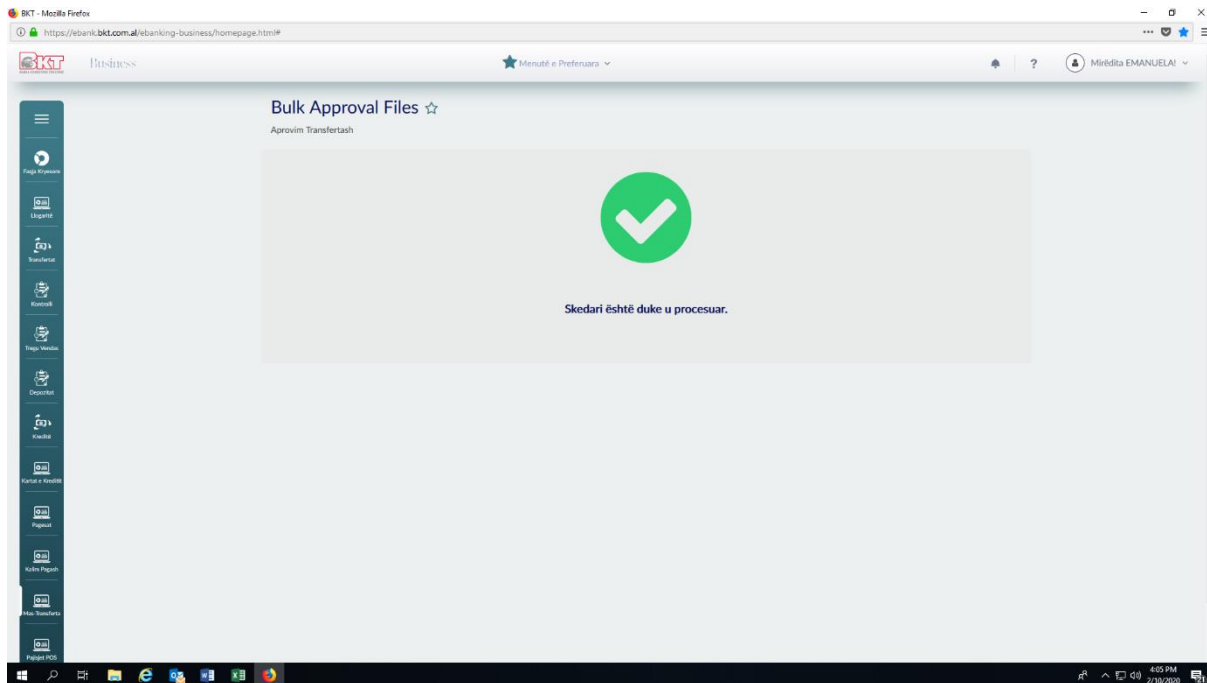 BKT - Mozilla Firefox
https://ebank.bkt.com.al/ebanking-business/homepage.html#
BKT
Business
Menutë e Preferuara
?
Mirëdita EMANUELA!
Bulk Approval Files
Aprovim Transfertash
Faqja Kryesore
Llogaritë
Transfertat
Kontrolli
Depozitat
Kreditë
Kartat e Kreditit
Pagesat
Kalim Pagash
Mas-Transferta
Pajisjet POS
Skedari është duke u procesuar.
4:05 PM
2/10/2020
21